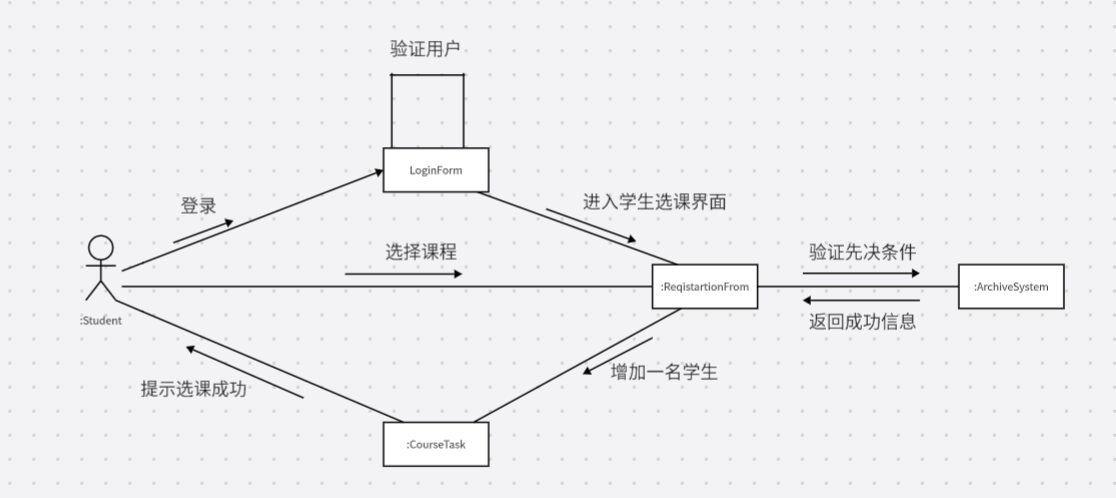 验证用户
LoginForm
登录
进入学生选课界面
选择课程
验证先决条件
:ReqistartionFrom
:ArchiveSystem
:Student
返回成功信息
提示选课成功
增加一名学生
:CourseTask